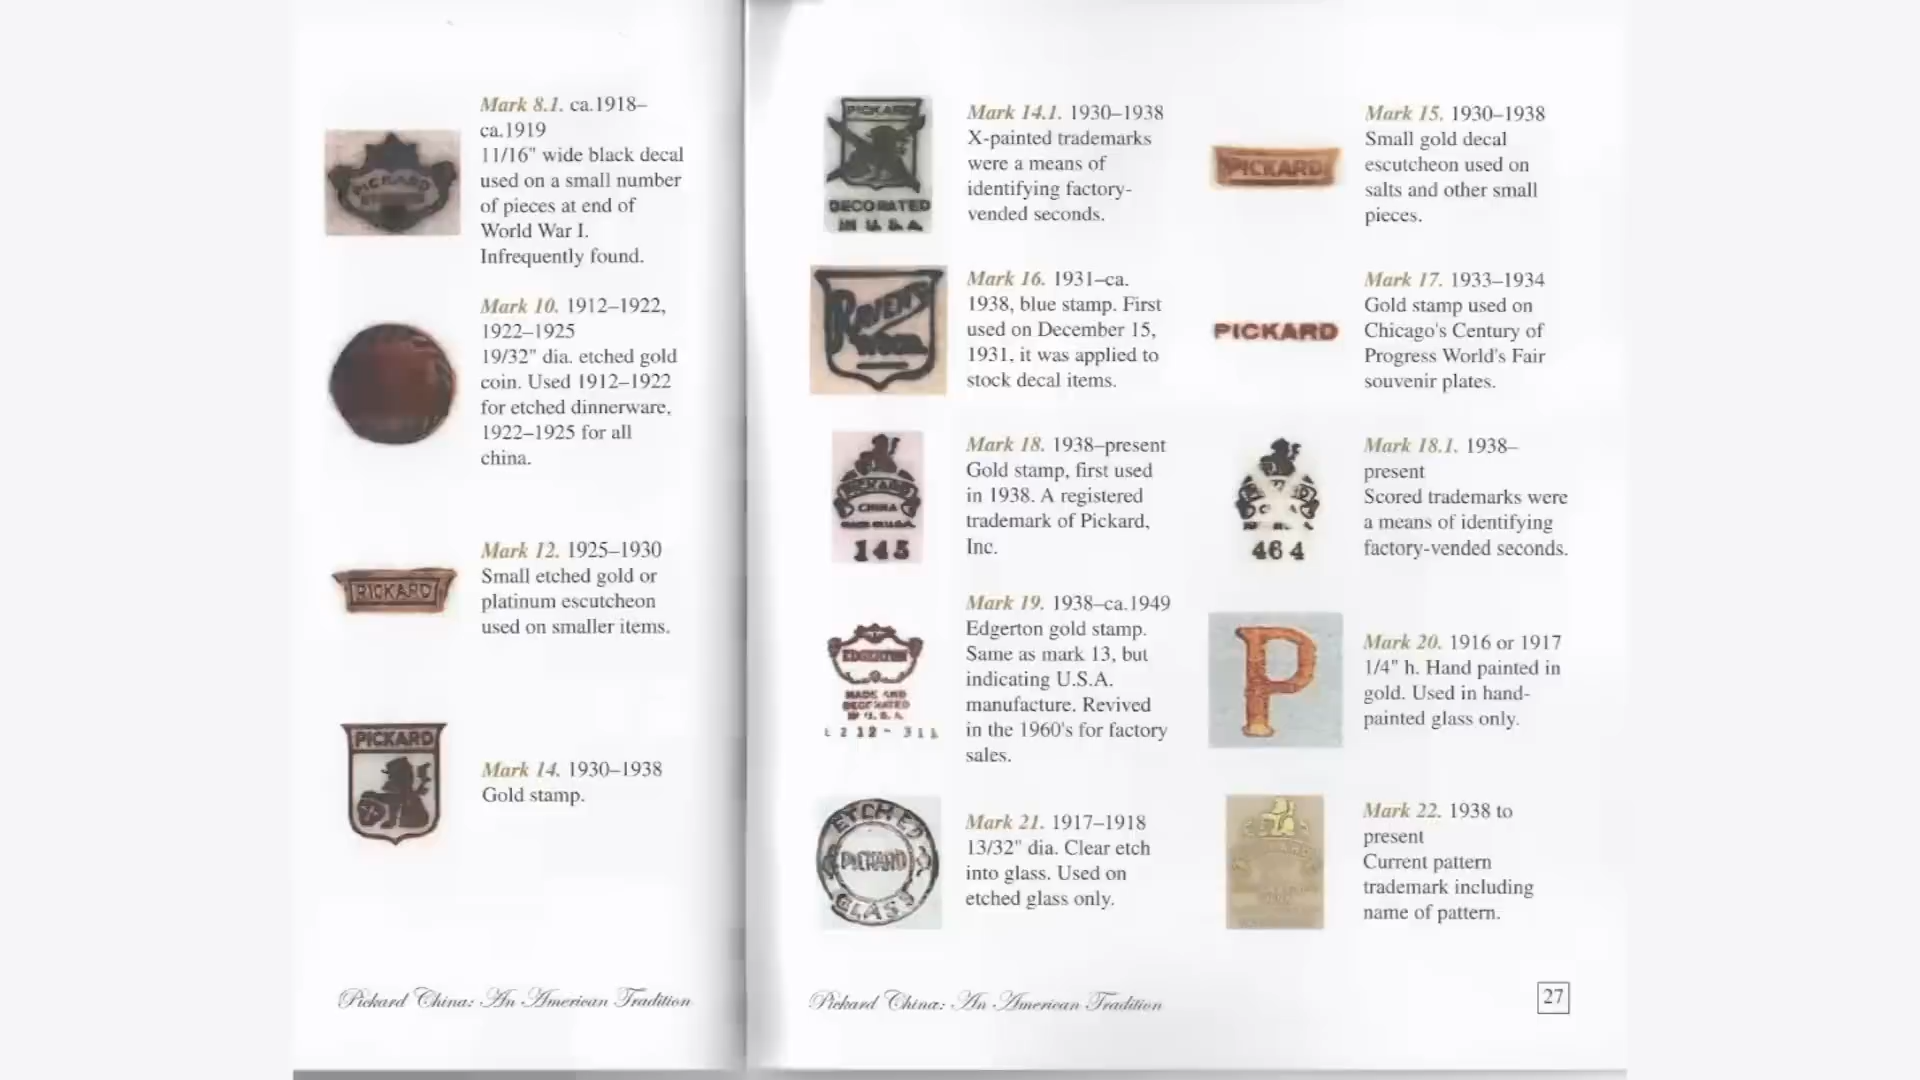 PICKARD
Mark 8.1. ca.1918–
ca.1919
11/16" wide black decal
used on a small number
of pieces at end of
World War I.
Infrequently found.
Mark 10. 1912–1922,
1922–1925
19/32" dia. etched gold
coin. Used 1912–1922
for etched dinnerware,
1922–1925 for all
china.
PICKARD
Mark 12. 1925–1930
Small etched gold or
platinum escutcheon
used on smaller items.
PICKARD
Mark 14. 1930–1938
Gold stamp.
Pickard China: An American Tradition
PICKARD
DECORATED
IN U.S.A.
Mark 14.1. 1930–1938
X-painted trademarks
were a means of
identifying factory-
vended seconds.
PICKARD
Mark 15. 1930–1938
Small gold decal
escutcheon used on
salts and other small
pieces.
RAVENS
WOOD
Mark 16. 1931–ca.
1938, blue stamp. First
used on December 15,
1931, it was applied to
stock decal items.
PICKARD
Mark 17. 1933–1934
Gold stamp used on
Chicago's Century of
Progress World's Fair
souvenir plates.
PICKARD
CHINA
MADE IN U.S.A.
145
Mark 18. 1938–present
Gold stamp, first used
in 1938. A registered
trademark of Pickard,
Inc.
464
Mark 18.1. 1938–
present
Scored trademarks were
a means of identifying
factory-vended seconds.
EDGERTON
MADE AND
DECORATED
IN U.S.A.
Mark 19. 1938–ca.1949
Edgerton gold stamp.
Same as mark 13, but
indicating U.S.A.
manufacture. Revived
in the 1960's for factory
sales.
P
Mark 20. 1916 or 1917
1/4" h. Hand painted in
gold. Used in hand-
painted glass only.
ETCHED
PICKARD
GLASS
Mark 21. 1917–1918
13/32" dia. Clear etch
into glass. Used on
etched glass only.
Mark 22. 1938 to
present
Current pattern
trademark including
name of pattern.
Pickard China: An American Tradition
27